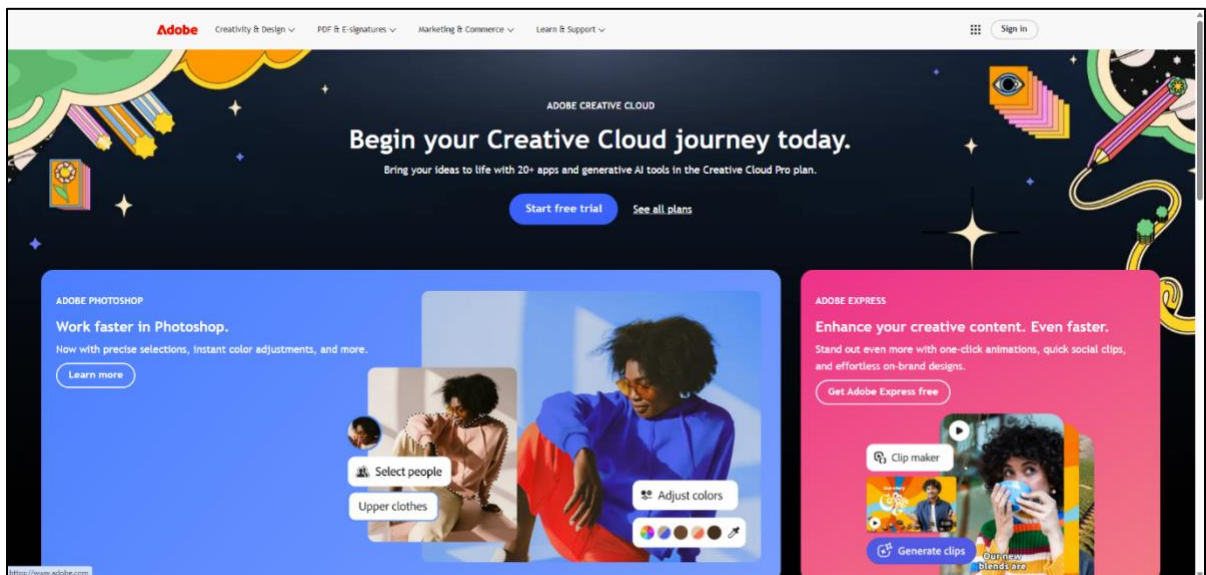 Adobe
Creativity & Design
PDF & E-signatures
Marketing & Commerce
Learn & Support
Sign in
ADOBE CREATIVE CLOUD
Begin your Creative Cloud journey today.
Bring your ideas to life with 20+ apps and generative AI tools in the Creative Cloud Pro plan.
Start free trial
See all plans
ADOBE PHOTOSHOP
Work faster in Photoshop.
Now with precise selections, instant color adjustments, and more.
Learn more
Select people
Upper clothes
Adjust colors
ADOBE EXPRESS
Enhance your creative content. Even faster.
Stand out even more with one-click animations, quick social clips,
and effortless on-brand designs.
Get Adobe Express free
Clip maker
Generate clips
Our new
blends are
https://www.adobe.com